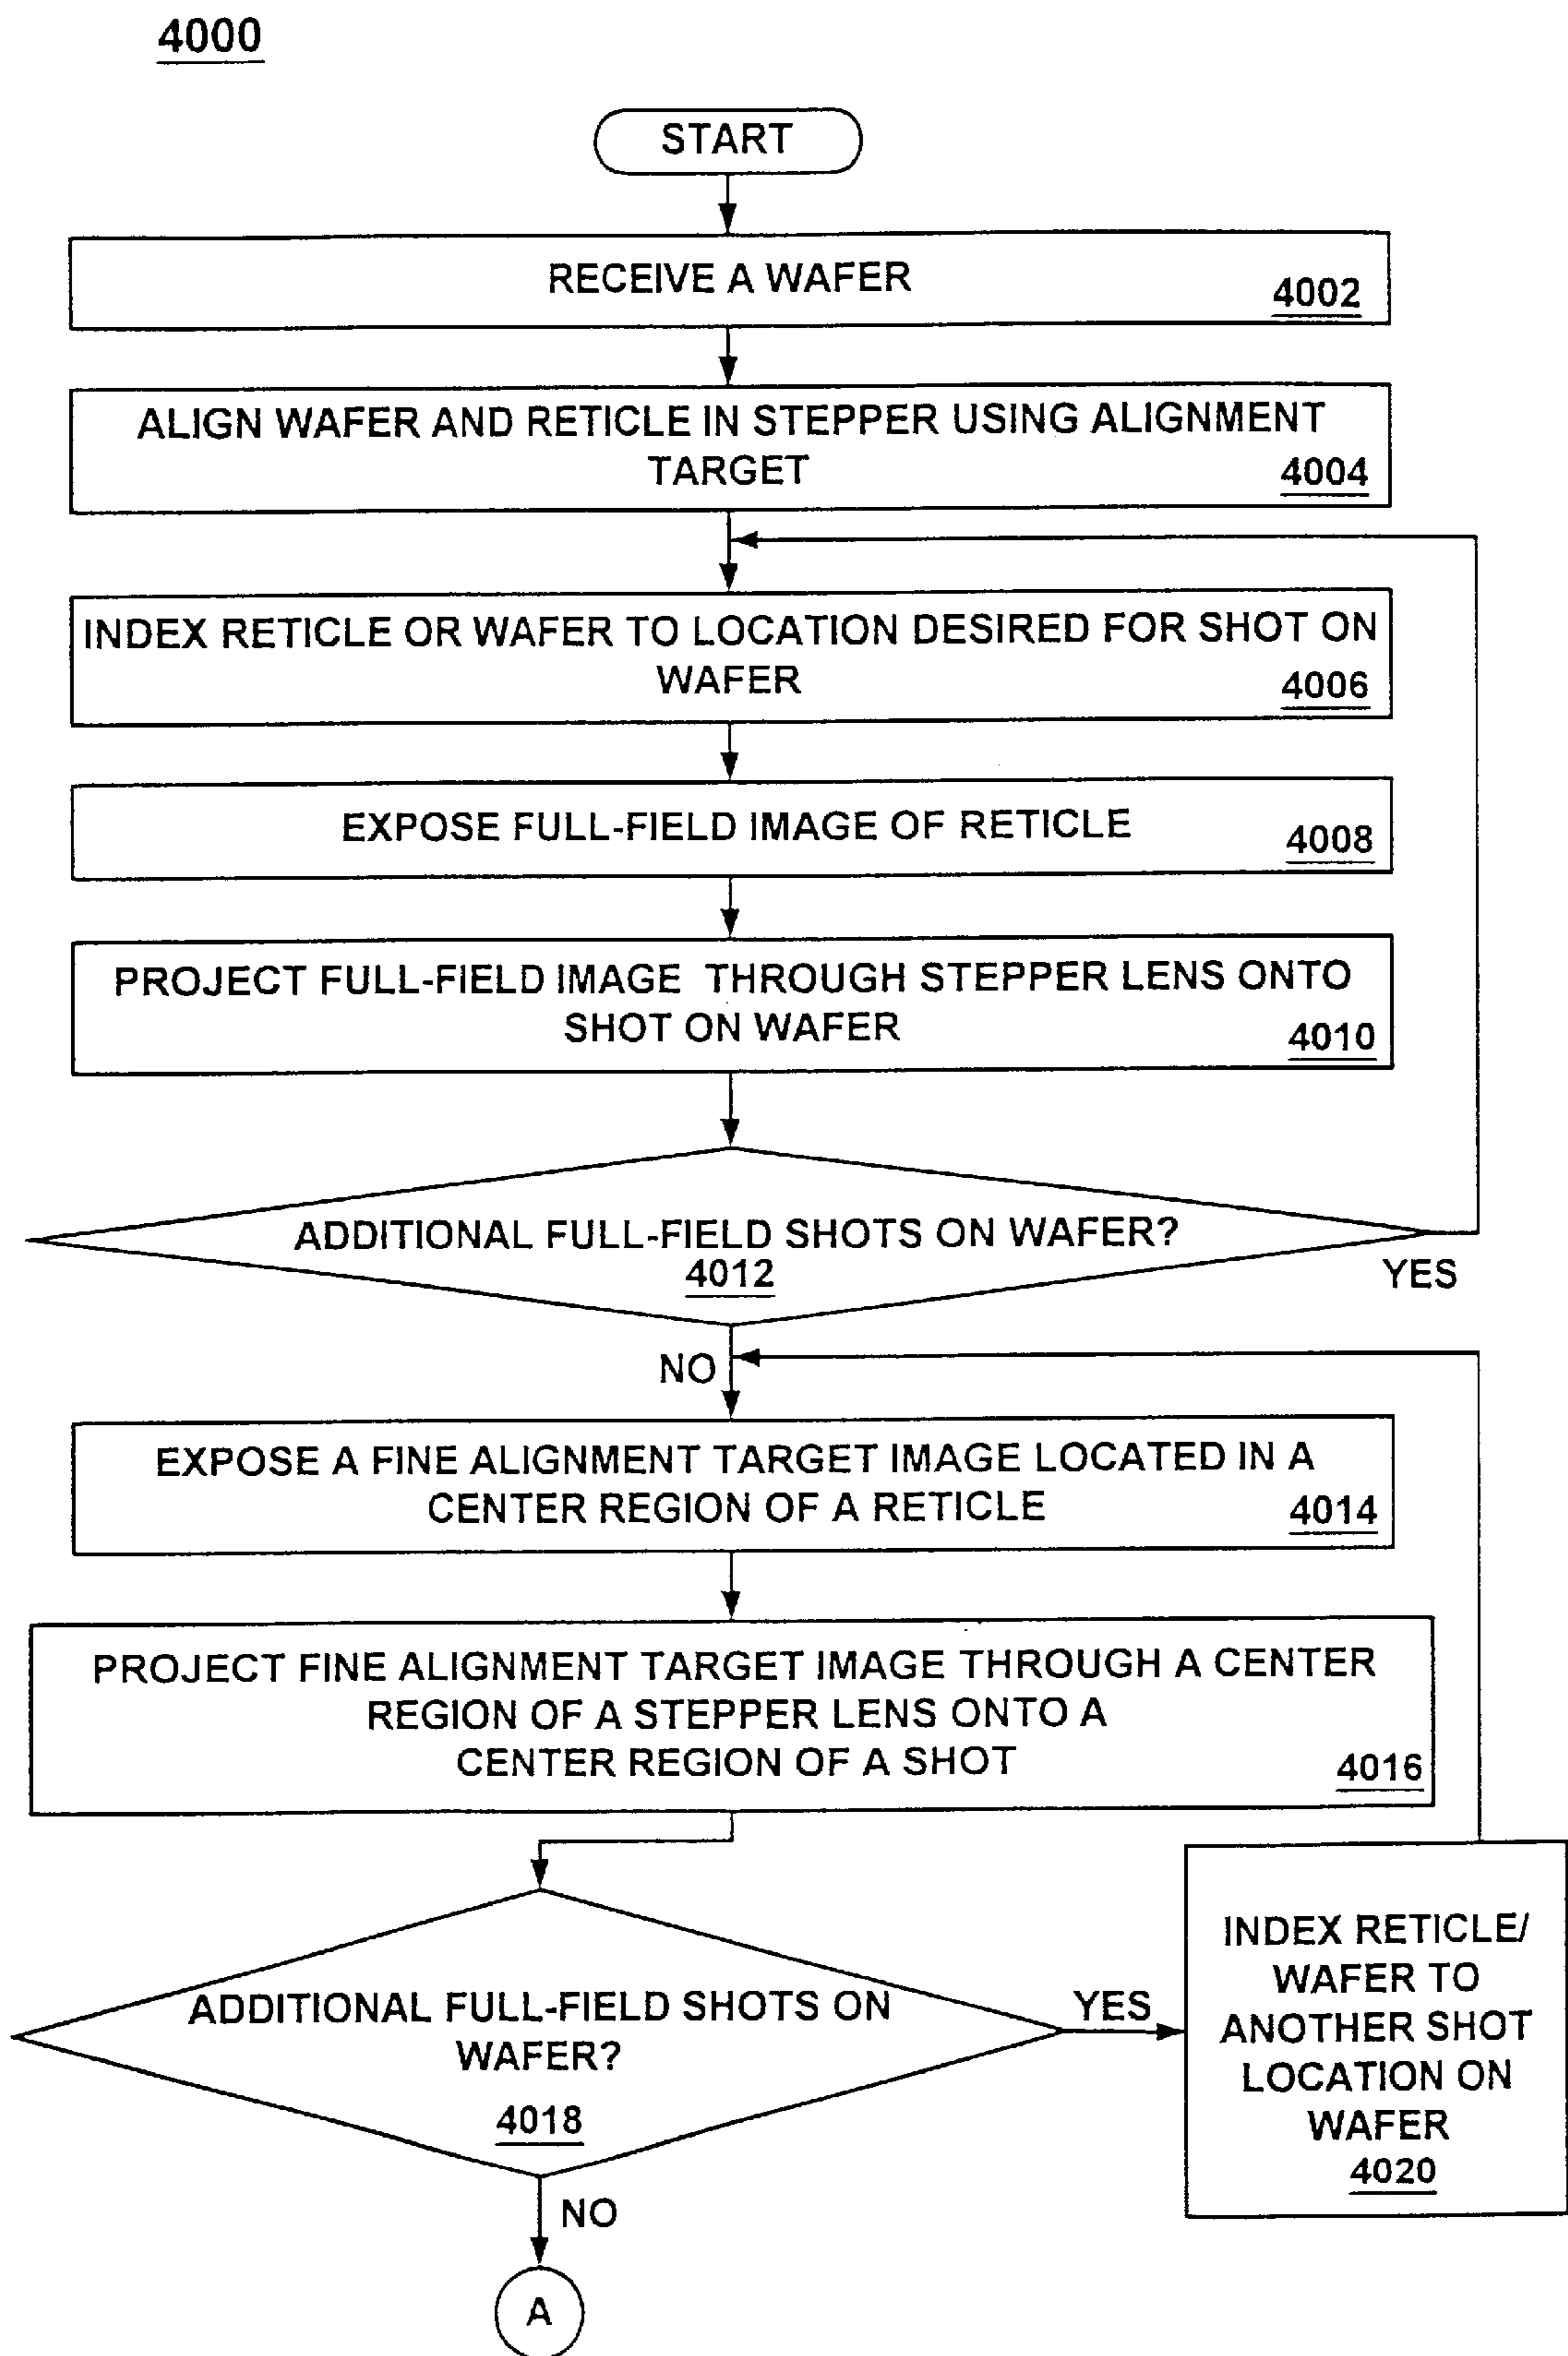 4000
START
RECEIVE A WAFER
4002
ALIGN WAFER AND RETICLE IN STEPPER USING ALIGNMENT
TARGET
4004
INDEX RETICLE OR WAFER TO LOCATION DESIRED FOR SHOT ON
WAFER
4006
EXPOSE FULL-FIELD IMAGE OF RETICLE
4008
PROJECT FULL-FIELD IMAGE THROUGH STEPPER LENS ONTO
SHOT ON WAFER
4010
ADDITIONAL FULL-FIELD SHOTS ON WAFER?
4012
YES
NO
EXPOSE A FINE ALIGNMENT TARGET IMAGE LOCATED IN A
CENTER REGION OF A RETICLE
4014
PROJECT FINE ALIGNMENT TARGET IMAGE THROUGH A CENTER
REGION OF A STEPPER LENS ONTO A
CENTER REGION OF A SHOT
4016
ADDITIONAL FULL-FIELD SHOTS ON
WAFER?
4018
YES
INDEX RETICLE/
WAFER TO
ANOTHER SHOT
LOCATION ON
WAFER
4020
NO
A